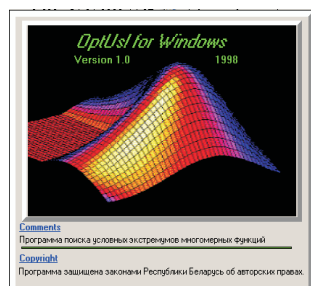 OptUsl for Windows
Version 1.0 1998
Comments
Программа поиска условных экстремумов многомерных функций
Copyright
Программа защищена законами Республики Беларусь об авторских правах.